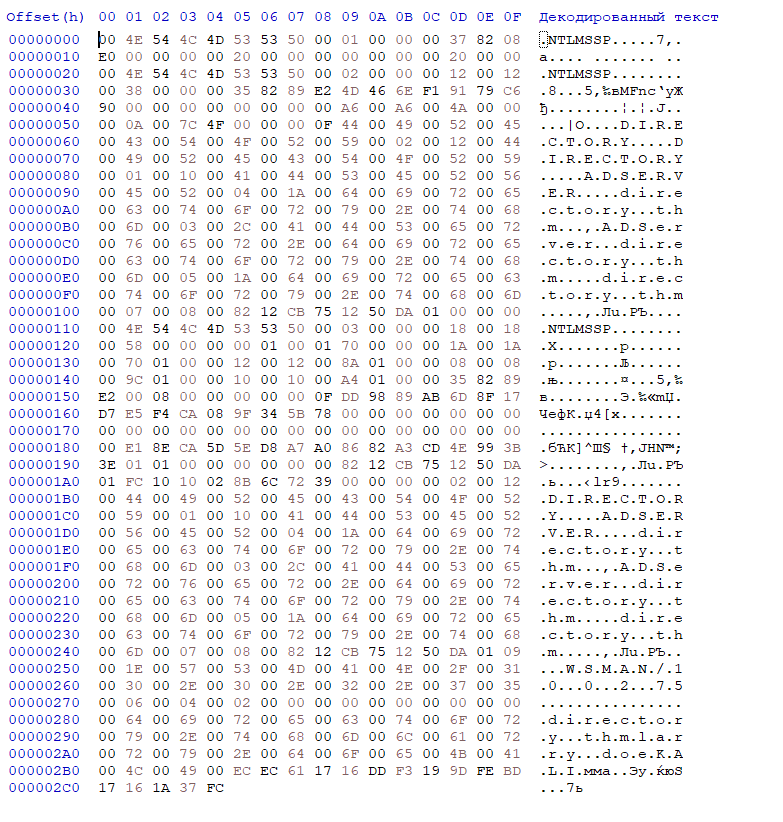 Offset(h) 00 01 02 03 04 05 06 07 08 09 0A 0B 0C 0D 0E 0F Декодированный текст
00000000 00 4E 54 4C 4D 53 53 50 00 01 00 00 00 37 82 08 .NTLMSSP.....7‚.
00000010 E0 00 00 00 00 20 00 00 00 00 00 00 00 20 00 00 а.... ....... ..
00000020 00 4E 54 4C 4D 53 53 50 00 02 00 00 00 12 00 12 .NTLMSSP........
00000030 00 38 00 00 00 35 82 89 E2 4D 46 6E F1 91 79 C6 .8...5‚‰вMFnс‘yЖ
00000040 90 00 00 00 00 00 00 00 00 A6 00 A6 00 4A 00 00 ђ........¦.¦.J..
00000050 00 0A 00 7C 4F 00 00 00 0F 44 00 49 00 52 00 45 ...|O....D.I.R.E
00000060 00 43 00 54 00 4F 00 52 00 59 00 02 00 12 00 44 .C.T.O.R.Y.....D
00000070 00 49 00 52 00 45 00 43 00 54 00 4F 00 52 00 59 .I.R.E.C.T.O.R.Y
00000080 00 01 00 10 00 41 00 44 00 53 00 45 00 52 00 56 .....A.D.S.E.R.V
00000090 00 45 00 52 00 04 00 1A 00 64 00 69 00 72 00 65 .E.R.....d.i.r.e
000000A0 00 63 00 74 00 6F 00 72 00 79 00 2E 00 74 00 68 .c.t.o.r.y...t.h
000000B0 00 6D 00 03 00 2C 00 41 00 44 00 53 00 65 00 72 .m...,.A.D.S.e.r
000000C0 00 76 00 65 00 72 00 2E 00 64 00 69 00 72 00 65 .v.e.r...d.i.r.e
000000D0 00 63 00 74 00 6F 00 72 00 79 00 2E 00 74 00 68 .c.t.o.r.y...t.h
000000E0 00 6D 00 05 00 1A 00 64 00 69 00 72 00 65 00 63 .m.....d.i.r.e.c
000000F0 00 74 00 6F 00 72 00 79 00 2E 00 74 00 68 00 6D .t.o.r.y...t.h.m
00000100 00 07 00 08 00 82 12 CB 75 12 50 DA 01 00 00 00 .....‚.Лu.PЪ....
00000110 00 4E 54 4C 4D 53 53 50 00 03 00 00 00 18 00 18 .NTLMSSP........
00000120 00 58 00 00 00 00 01 00 01 70 00 00 00 1A 00 1A .X.......p......
00000130 00 70 01 00 00 12 00 12 00 8A 01 00 00 08 00 08 .p.......Љ......
00000140 00 9C 01 00 00 10 00 10 00 A4 01 00 00 35 82 89 .њ.......¤...5‚‰
00000150 E2 00 08 00 00 00 00 00 0F DD 98 89 AB 6D 8F 17 в........Э.‰«mЏ.
00000160 D7 E5 F4 CA 08 9F 34 5B 78 00 00 00 00 00 00 00 ЧефК.џ4[x.......
00000170 00 00 00 00 00 00 00 00 00 00 00 00 00 00 00 00 ................
00000180 00 E1 8E CA 5D 5E D8 A7 A0 86 82 A3 CD 4E 99 3B .бЋК]^Ш§ †‚ЈНN™;
00000190 3E 01 01 00 00 00 00 00 00 82 12 CB 75 12 50 DA >........‚.Лu.PЪ
000001A0 01 FC 10 10 02 8B 6C 72 39 00 00 00 00 02 00 12 .ь...‹lr9.......
000001B0 00 44 00 49 00 52 00 45 00 43 00 54 00 4F 00 52 .D.I.R.E.C.T.O.R
000001C0 00 59 00 01 00 10 00 41 00 44 00 53 00 45 00 52 .Y.....A.D.S.E.R
000001D0 00 56 00 45 00 52 00 04 00 1A 00 64 00 69 00 72 .V.E.R.....d.i.r
000001E0 00 65 00 63 00 74 00 6F 00 72 00 79 00 2E 00 74 .e.c.t.o.r.y...t
000001F0 00 68 00 6D 00 03 00 2C 00 41 00 44 00 53 00 65 .h.m...,.A.D.S.e
00000200 00 72 00 76 00 65 00 72 00 2E 00 64 00 69 00 72 .r.v.e.r...d.i.r
00000210 00 65 00 63 00 74 00 6F 00 72 00 79 00 2E 00 74 .e.c.t.o.r.y...t
00000220 00 68 00 6D 00 05 00 1A 00 64 00 69 00 72 00 65 .h.m.....d.i.r.e
00000230 00 63 00 74 00 6F 00 72 00 79 00 2E 00 74 00 68 .c.t.o.r.y...t.h
00000240 00 6D 00 07 00 08 00 82 12 CB 75 12 50 DA 01 09 .m.....‚.Лu.PЪ..
00000250 00 1E 00 57 00 53 00 4D 00 41 00 4E 00 2F 00 31 ...W.S.M.A.N./.1
00000260 00 30 00 2E 00 30 00 2E 00 32 00 2E 00 37 00 35 .0...0...2...7.5
00000270 00 06 00 04 00 02 00 00 00 00 00 00 00 00 00 00 ................
00000280 00 64 00 69 00 72 00 65 00 63 00 74 00 6F 00 72 .d.i.r.e.c.t.o.r
00000290 00 79 00 2E 00 74 00 68 00 6D 00 6C 00 61 00 72 .y...t.h.m.l.a.r
000002A0 00 72 00 79 00 2E 00 64 00 6F 00 65 00 4B 00 41 .r.y...d.o.e.K.A
000002B0 00 4C 00 49 00 EC EC 61 17 16 DD F3 19 9D FE BD .L.I.ммa..Эу.ќюЅ
000002C0 17 16 1A 37 FC ...7ь